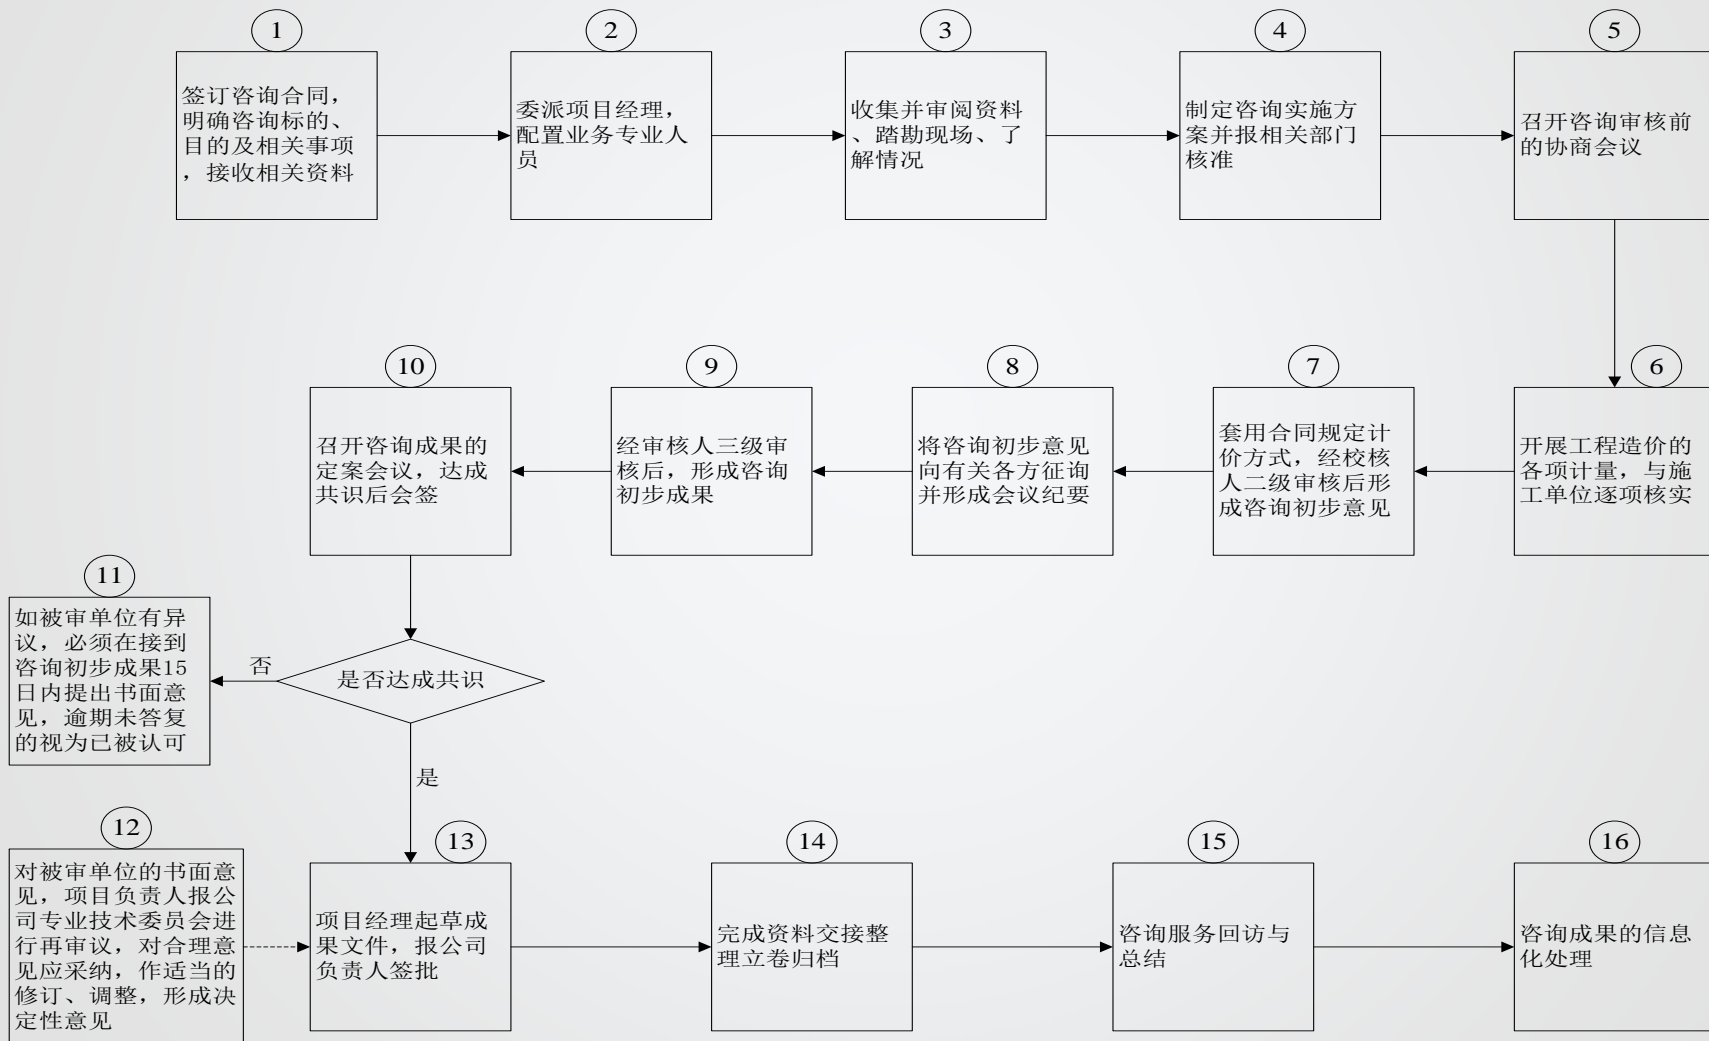 1
签订咨询合同，
明确咨询标的、
目的及相关事项
，接收相关资料
2
委派项目经理，
配置业务专业人
员
3
收集并审阅资料
、踏勘现场、了
解情况
4
制定咨询实施方
案并报相关部门
核准
5
召开咨询审核前
的协商会议
6
开展工程造价的
各项计量，与施
工单位逐项核实
7
套用合同规定计
价方式，经校核
人二级审核后形
成咨询初步意见
8
将咨询初步意见
向有关各方征询
并形成会议纪要
9
经审核人三级审
核后，形成咨询
初步成果
10
召开咨询成果的
定案会议，达成
共识后会签
是否达成共识
否
是
11
如被审单位有异
议，必须在接到
咨询初步成果15
日内提出书面意
见，逾期未答复
的视为已被认可
12
对被审单位的书面意
见，项目负责人报公
司专业技术委员会进
行再审议，对合理意
见应采纳，作适当的
修订、调整，形成决
定性意见
13
项目经理起草成
果文件，报公司
负责人签批
14
完成资料交接整
理立卷归档
15
咨询服务回访与
总结
16
咨询成果的信息
化处理